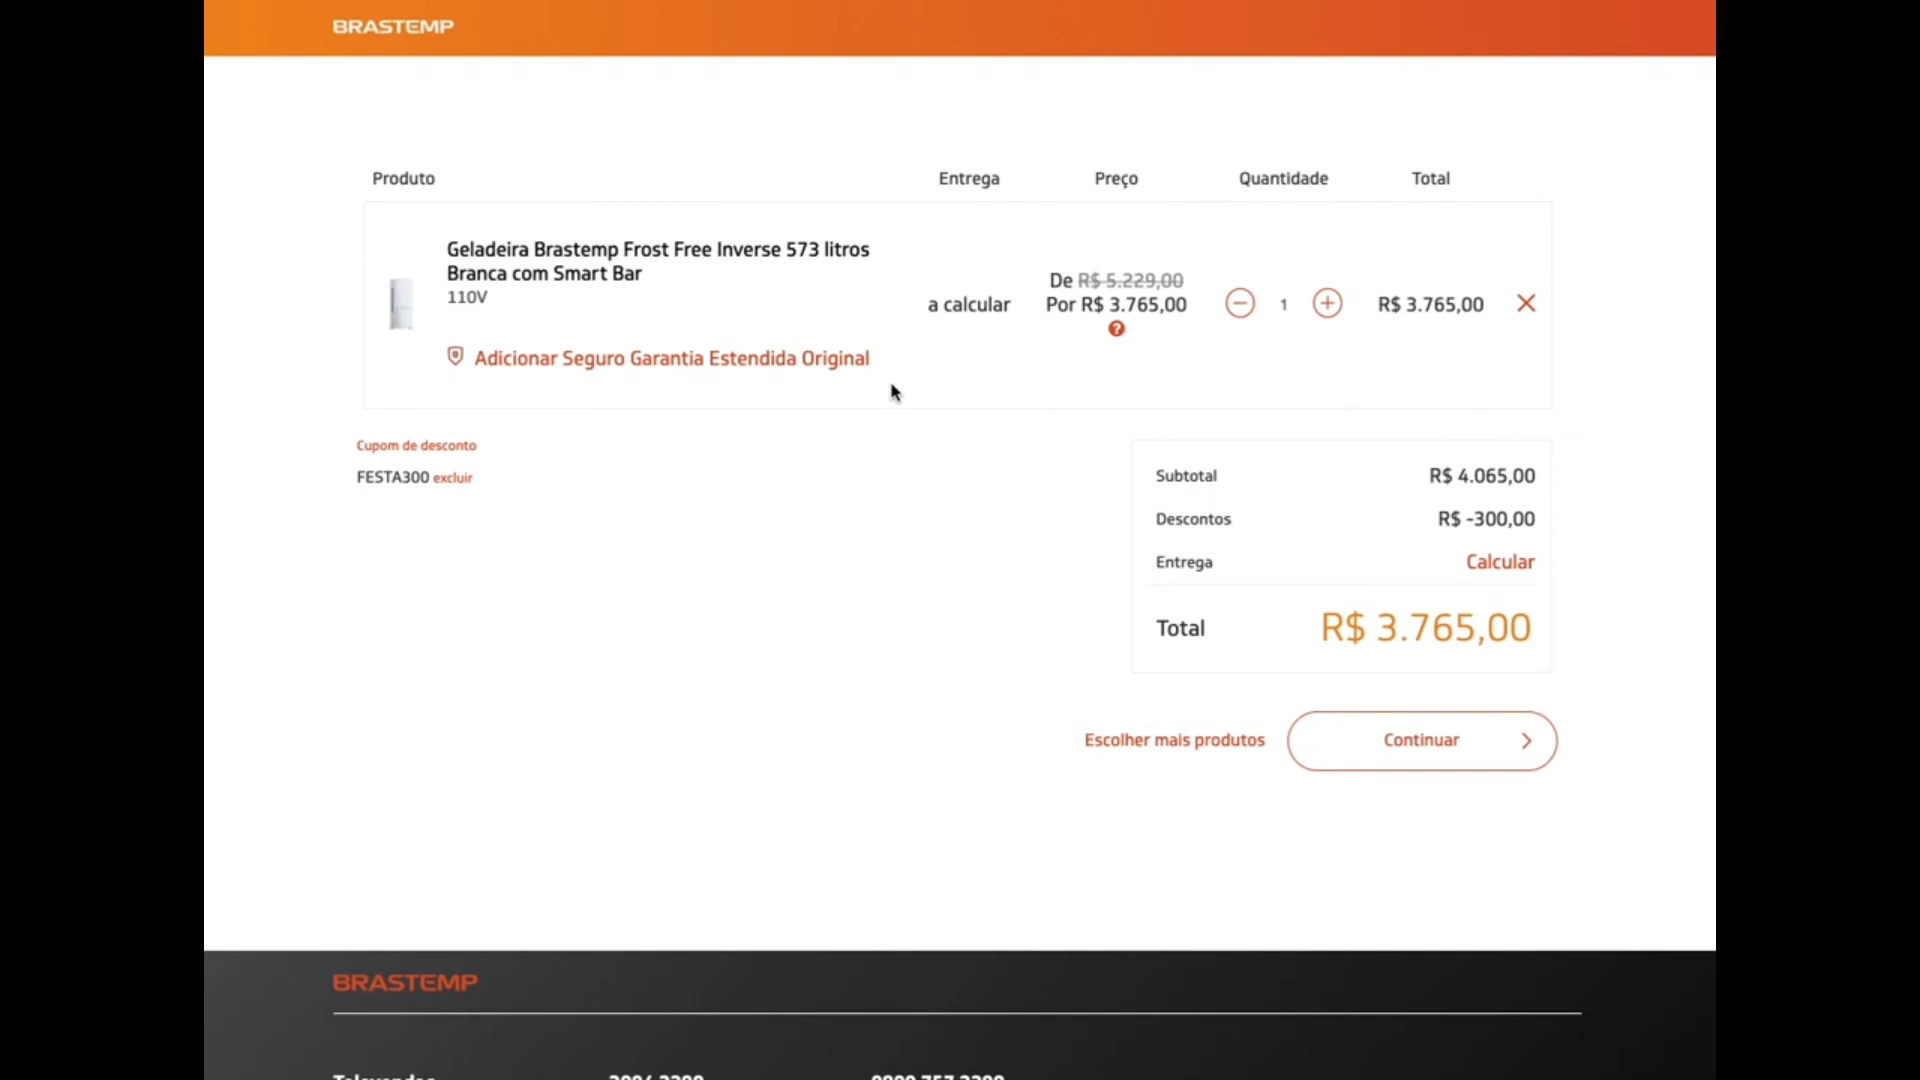 BRASTEMP
Produto Entrega Preço Quantidade Total
Geladeira Brastemp Frost Free Inverse 573 litros
Branca com Smart Bar
110V
Adicionar Seguro Garantia Estendida Original
a calcular
De R$ 5.229,00
Por R$ 3.765,00
?
1
R$ 3.765,00
Cupom de desconto
FESTA300 excluir
Subtotal R$ 4.065,00
Descontos R$ -300,00
Entrega Calcular
Total R$ 3.765,00
Escolher mais produtos Continuar
BRASTEMP